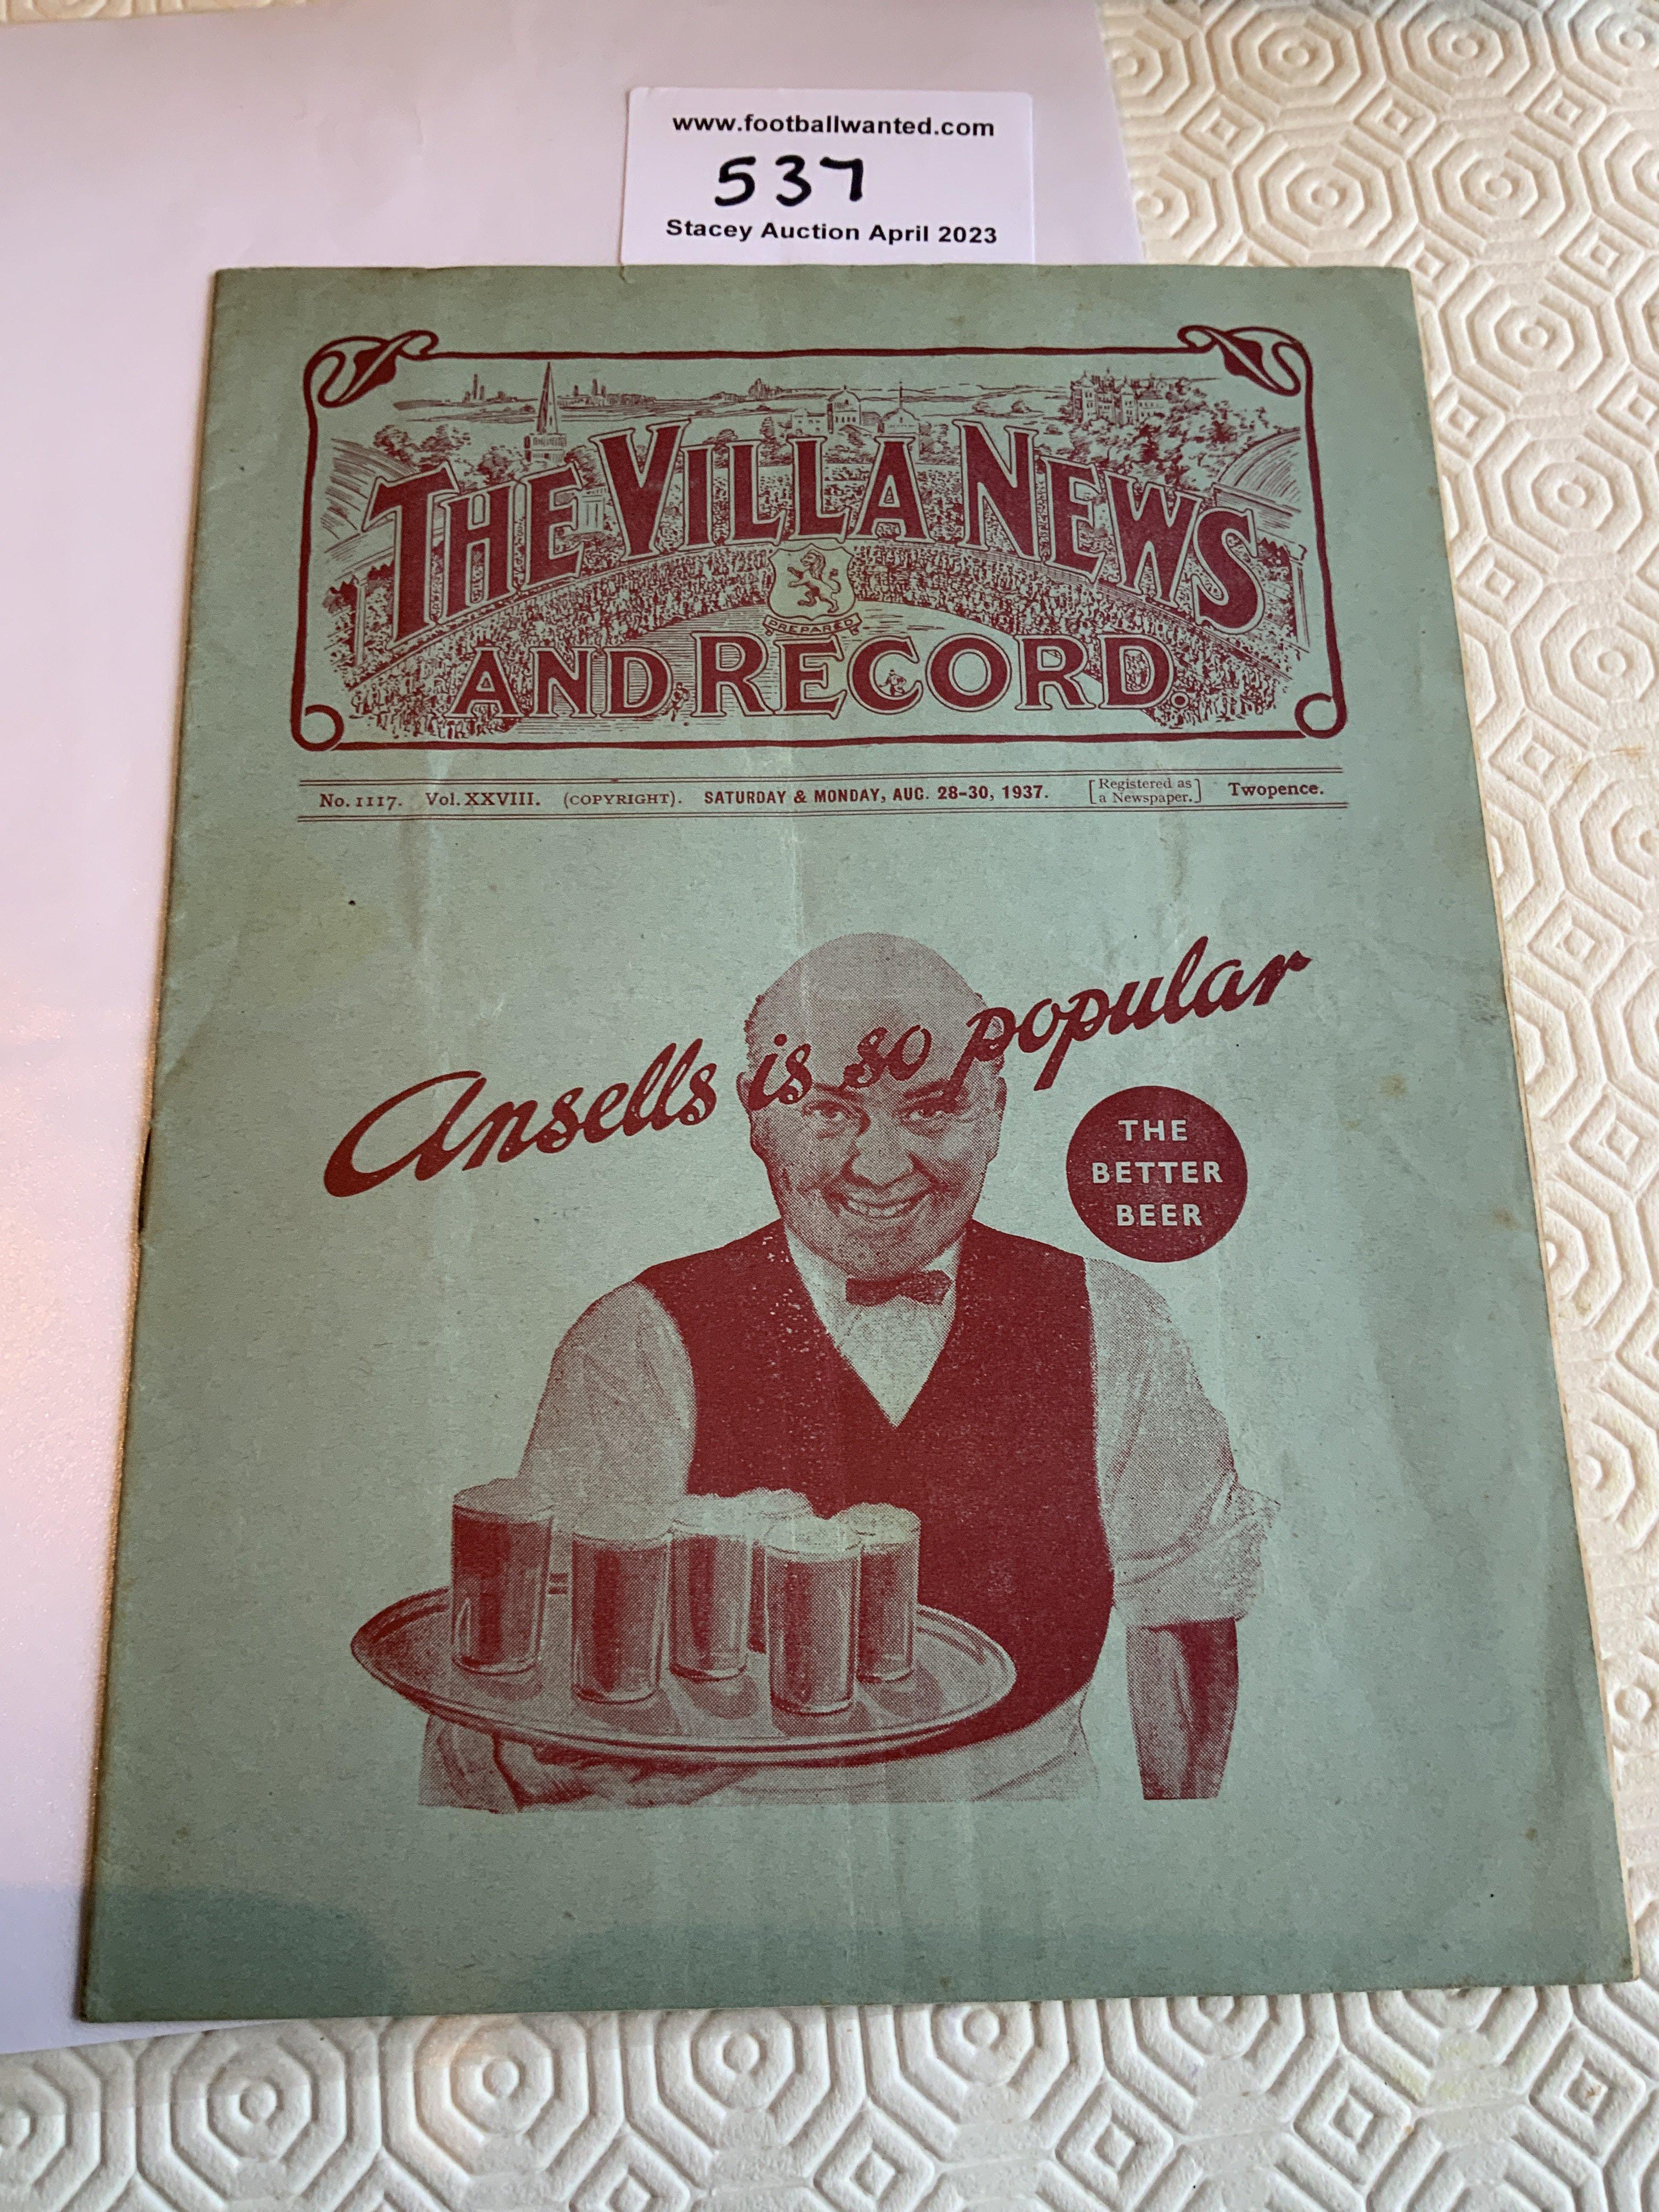 www.footballwanted.com
537
Stacey Auction April 2023
THE VILLA NEWS
PREPARED
AND RECORD.
No. 1117. Vol. XXVIII. (COPYRIGHT). SATURDAY & MONDAY, AUG. 28-30, 1937. [Registered as a Newspaper.] Twopence.
Ansells is so popular
THE
BETTER
BEER